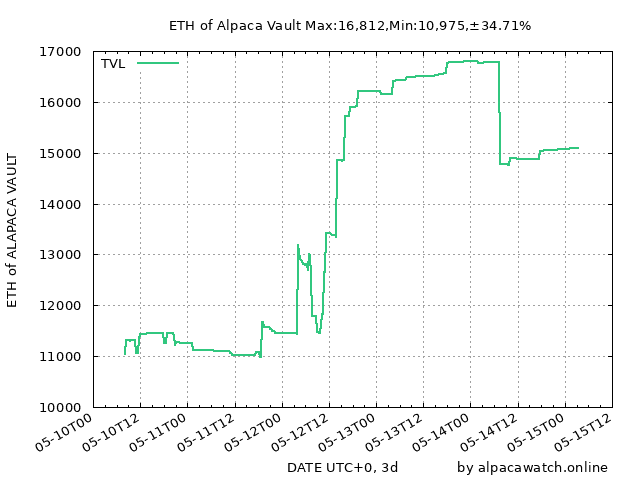 ETH of Alpaca Vault Max:16,812,Min:10,975,±34.71%
TVL
17000
16000
15000
14000
13000
12000
11000
10000
ETH of ALAPACA VAULT
05-10T00
05-10T12
05-11T00
05-11T12
05-12T00
05-12T12
05-13T00
05-13T12
05-14T00
05-14T12
05-15T00
05-15T12
DATE UTC+0, 3d
by alpacawatch.online